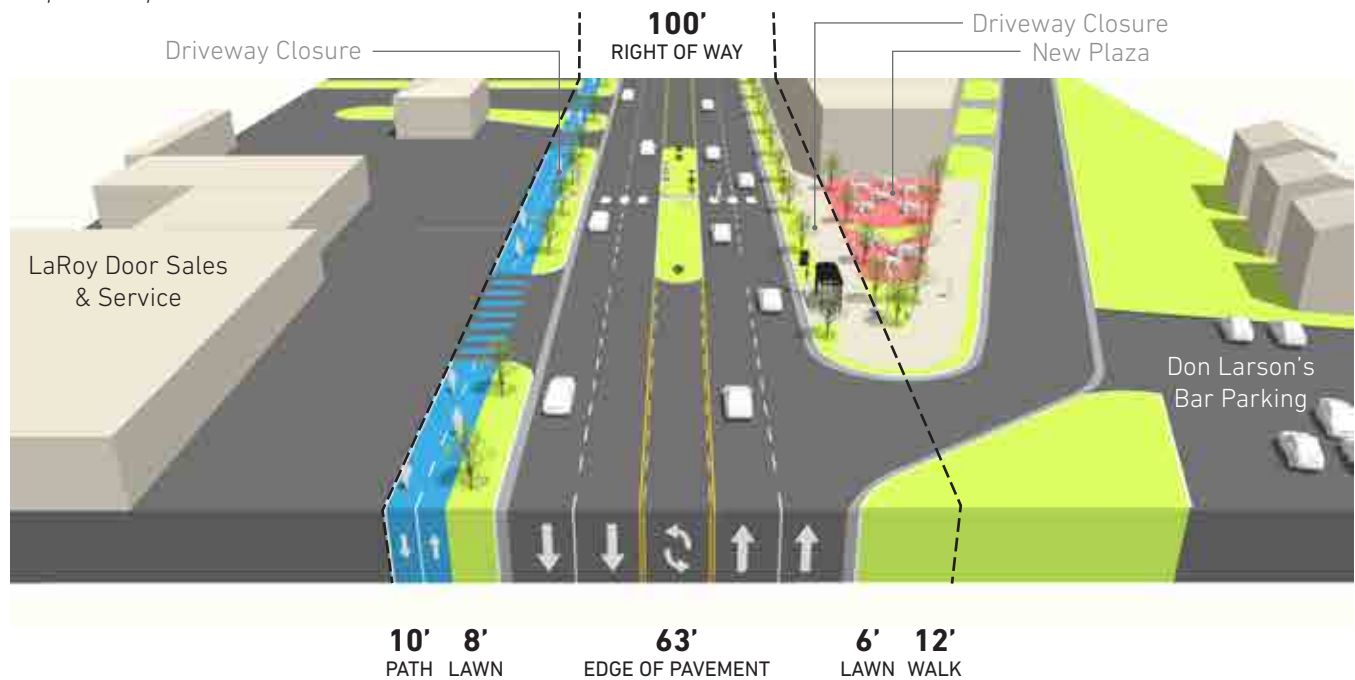 100'
RIGHT OF WAY
Driveway Closure
Driveway Closure
New Plaza
LaRoy Door Sales
& Service
Don Larson's
Bar Parking
10' 8' 63' 6' 12'
PATH LAWN EDGE OF PAVEMENT LAWN WALK